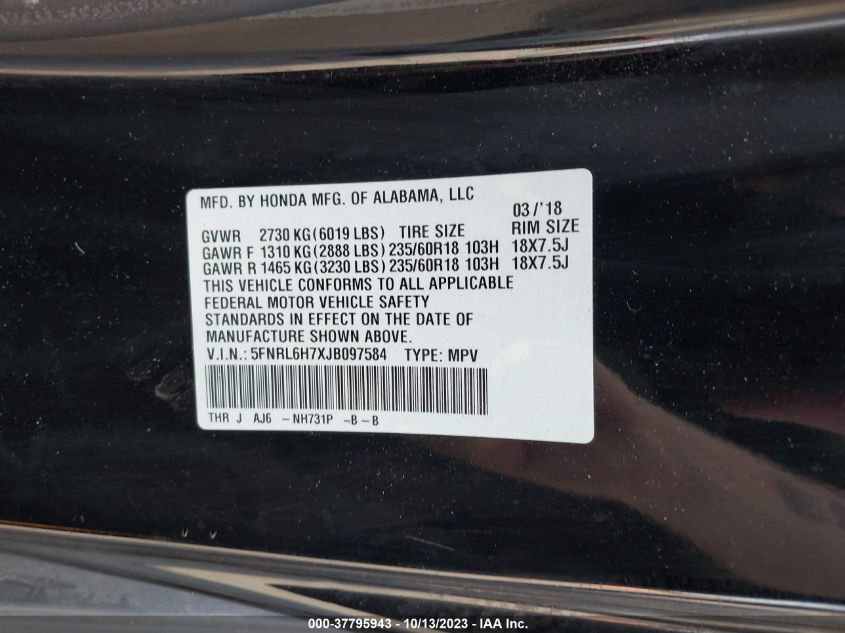 MFD. BY HONDA MFG. OF ALABAMA, LLC
03/'18
GVWR 2730 KG(6019 LBS) TIRE SIZE RIM SIZE
GAWR F 1310 KG(2888 LBS) 235/60R18 103H 18X7.5J
GAWR R 1465 KG(3230 LBS) 235/60R18 103H 18X7.5J
THIS VEHICLE CONFORMS TO ALL APPLICABLE
FEDERAL MOTOR VEHICLE SAFETY
STANDARDS IN EFFECT ON THE DATE OF
MANUFACTURE SHOWN ABOVE.
V.I.N.: 5FNRL6H7XJB097584 TYPE: MPV
THR J AJ6 -NH731P -B-B
000-37795943 - 10/13/2023 - © IAA Inc.